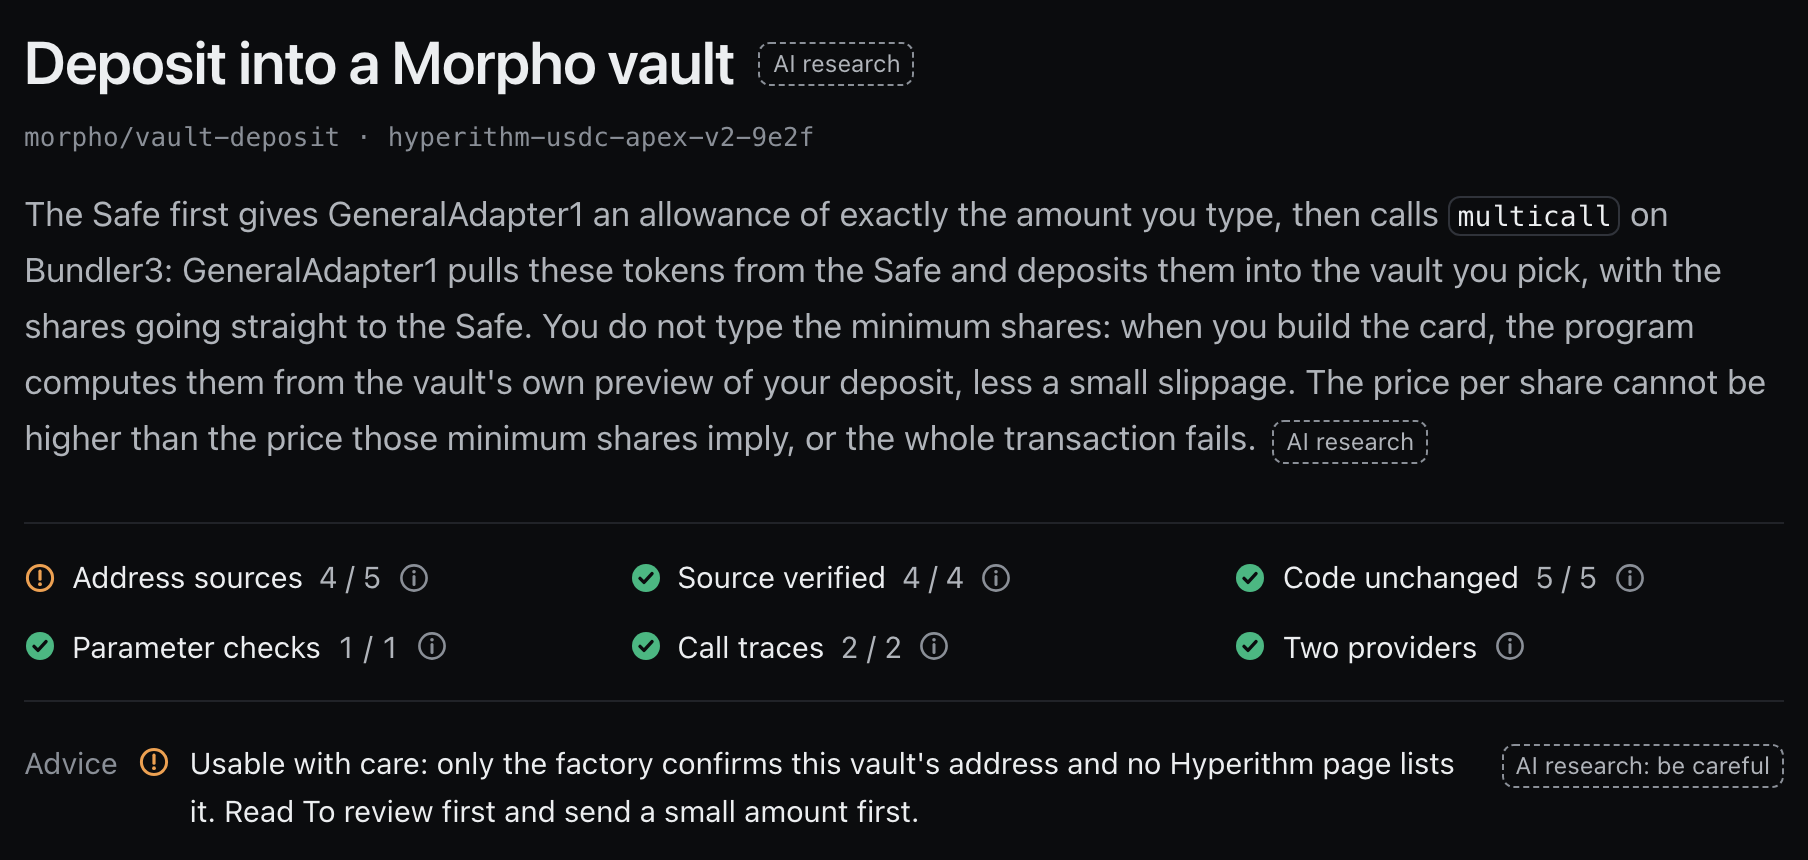 Deposit into a Morpho vault AI research
morpho/vault-deposit · hyperithm-usdc-apex-v2-9e2f
The Safe first gives GeneralAdapter1 an allowance of exactly the amount you type, then calls multicall on
Bundler3: GeneralAdapter1 pulls these tokens from the Safe and deposits them into the vault you pick, with the
shares going straight to the Safe. You do not type the minimum shares: when you build the card, the program
computes them from the vault's own preview of your deposit, less a small slippage. The price per share cannot be
higher than the price those minimum shares imply, or the whole transaction fails. AI research
Address sources 4 / 5
Source verified 4 / 4
Code unchanged 5 / 5
Parameter checks 1 / 1
Call traces 2 / 2
Two providers
Advice Usable with care: only the factory confirms this vault's address and no Hyperithm page lists
it. Read To review first and send a small amount first.
AI research: be careful